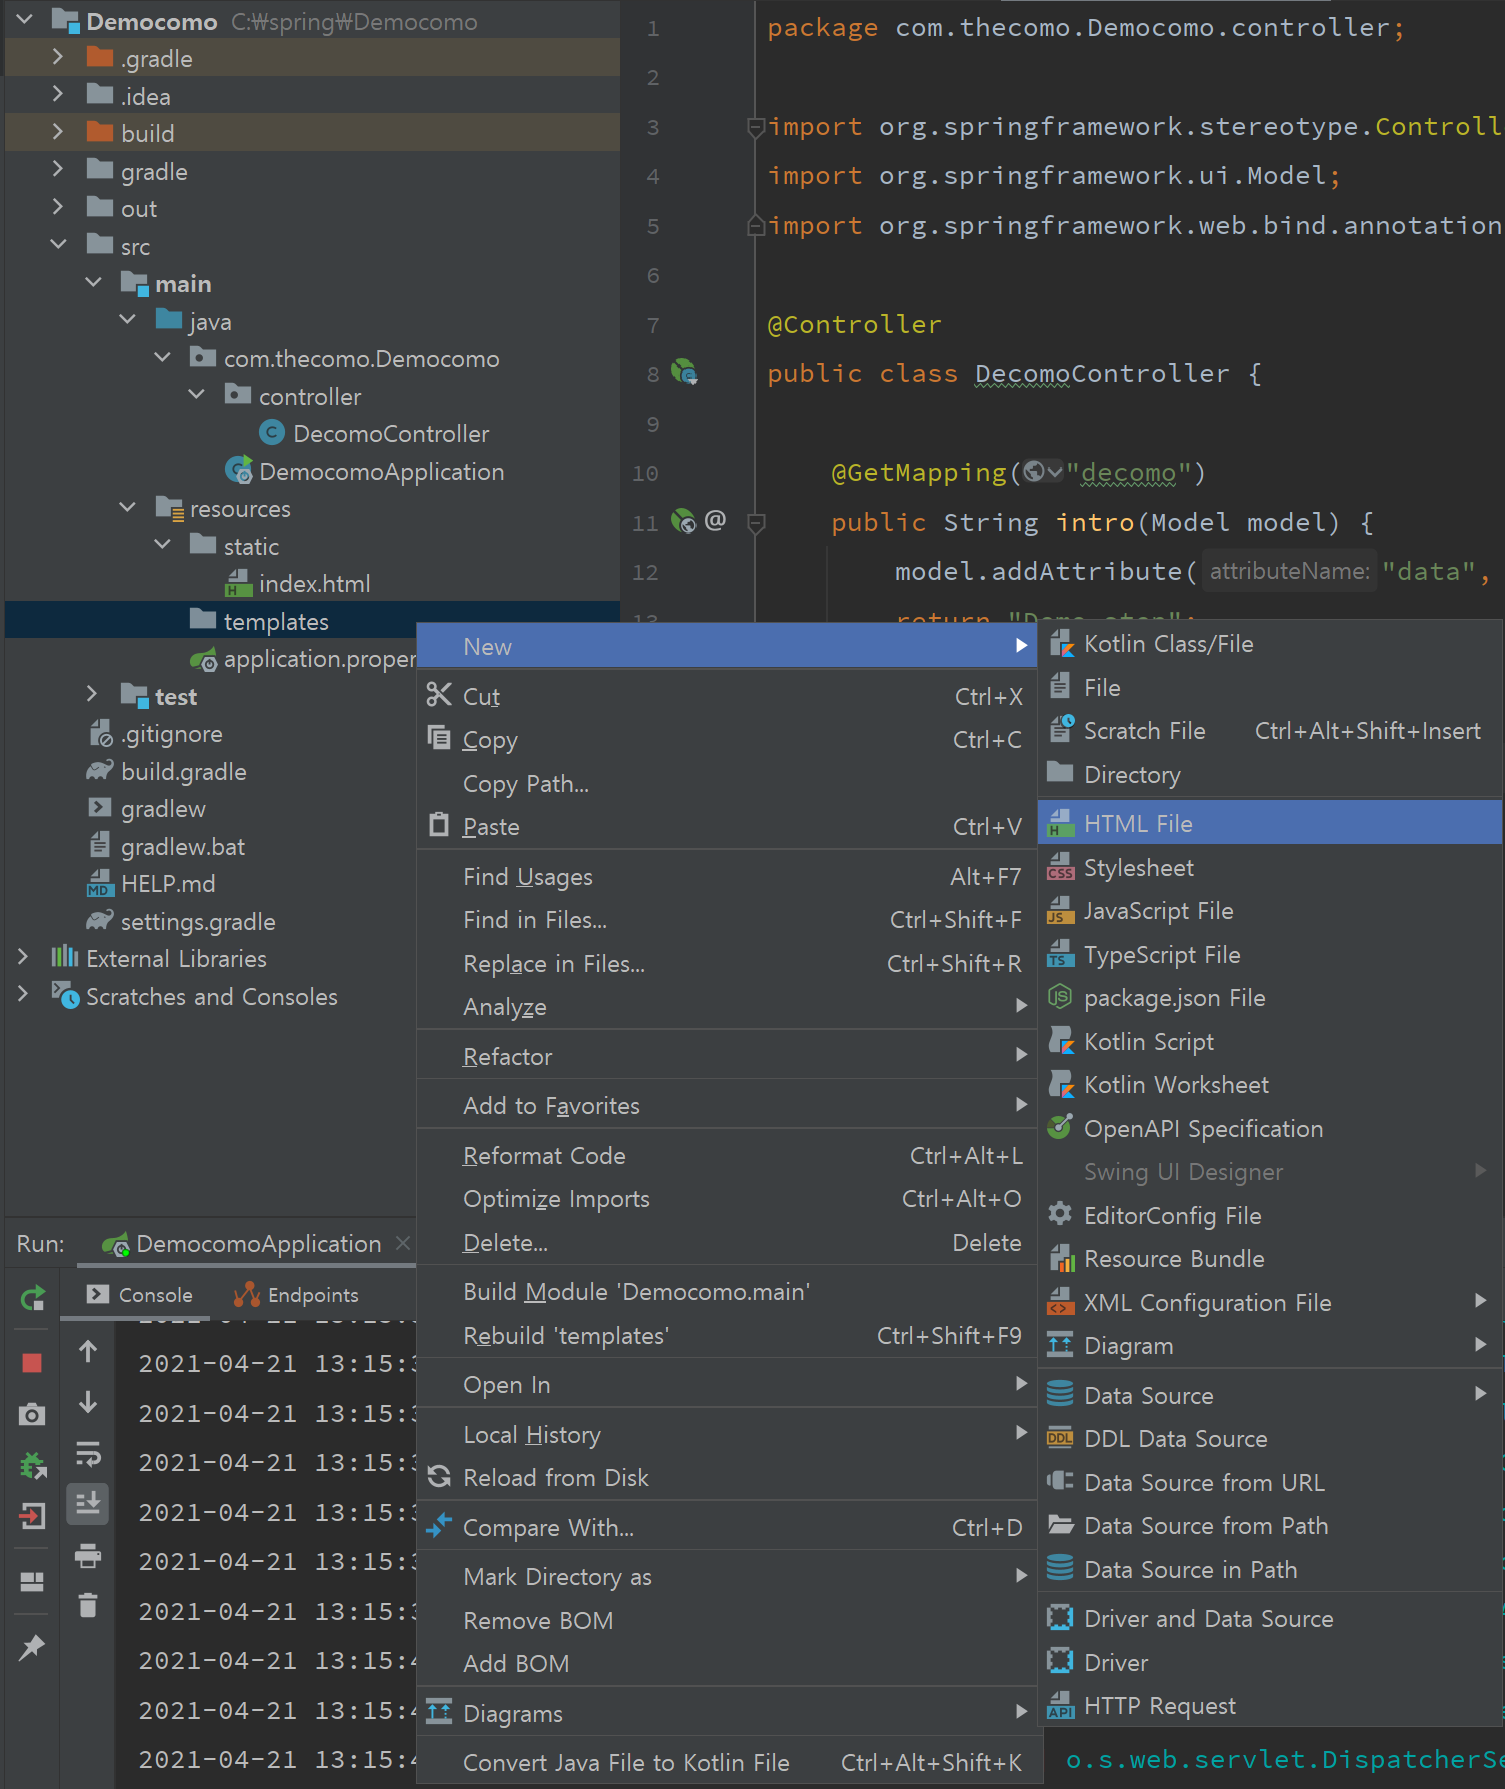 Democomo C:₩spring₩Democomo
.gradle
.idea
build
gradle
out
src
main
java
com.thecomo.Democomo
controller
DecomoController
DemocomoApplication
resources
static
index.html
templates
application.proper
test
.gitignore
build.gradle
gradlew
gradlew.bat
HELP.md
settings.gradle
External Libraries
Scratches and Consoles
1 package com.thecomo.Democomo.controller;
2
3 import org.springframework.stereotype.Controll
4 import org.springframework.ui.Model;
5 import org.springframework.web.bind.annotation
6
7 @Controller
8 public class DecomoController {
9
10 @GetMapping("decomo")
11 @ public String intro(Model model) {
12 model.addAttribute( attributeName: "data",
13 return
New
Cut Ctrl+X
Copy Ctrl+C
Copy Path...
Paste Ctrl+V
Find Usages Alt+F7
Find in Files... Ctrl+Shift+F
Replace in Files... Ctrl+Shift+R
Analyze
Refactor
Add to Favorites
Reformat Code Ctrl+Alt+L
Optimize Imports Ctrl+Alt+O
Delete... Delete
Build Module 'Democomo.main'
Rebuild 'templates' Ctrl+Shift+F9
Open In
Local History
Reload from Disk
Compare With... Ctrl+D
Mark Directory as
Remove BOM
Add BOM
Diagrams
Convert Java File to Kotlin File Ctrl+Alt+Shift+K
Kotlin Class/File
File
Scratch File Ctrl+Alt+Shift+Insert
Directory
HTML File
Stylesheet
JavaScript File
TypeScript File
package.json File
Kotlin Script
Kotlin Worksheet
OpenAPI Specification
Swing UI Designer
EditorConfig File
Resource Bundle
XML Configuration File
Diagram
Data Source
DDL Data Source
Data Source from URL
Data Source from Path
Data Source in Path
Driver and Data Source
Driver
HTTP Request
Run: DemocomoApplication
Console Endpoints
2021-04-21 13:15:3
2021-04-21 13:15:3
2021-04-21 13:15:3
2021-04-21 13:15:3
2021-04-21 13:15:3
2021-04-21 13:15:3
2021-04-21 13:15:4
2021-04-21 13:15:4
2021-04-21 13:15:4 o.s.web.servlet.DispatcherSe